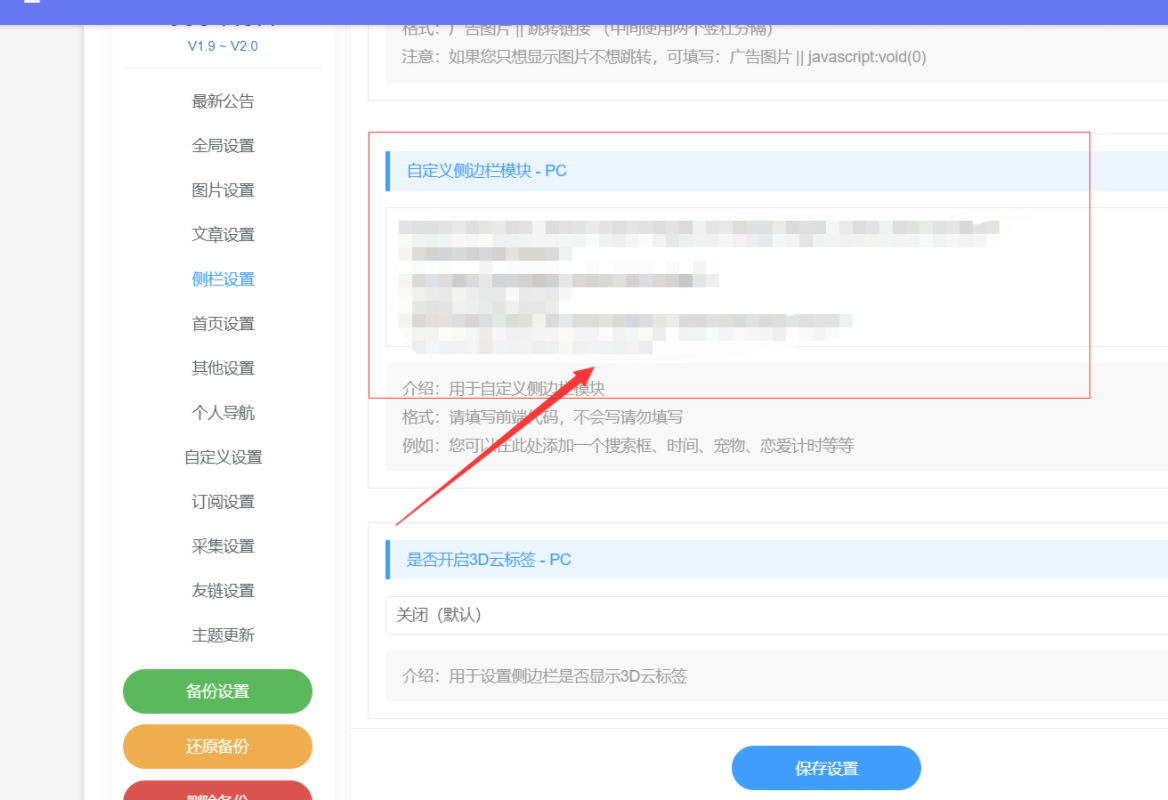 V1.9 ~ V2.0
最新公告
全局设置
图片设置
文章设置
侧栏设置
首页设置
其他设置
个人导航
自定义设置
订阅设置
采集设置
友链设置
主题更新
备份设置
还原备份
删除备份
格式：广告图片 || 跳转链接 （中间使用两个竖杠分隔）
注意：如果您只想显示图片不想跳转，可填写：广告图片 || javascript:void(0)
自定义侧边栏模块 - PC
介绍：用于自定义侧边栏模块
格式：请填写前端代码，不会写请勿填写
例如：您可以在此处添加一个搜索框、时间、宠物、恋爱计时等等
是否开启3D云标签 - PC
关闭（默认）
介绍：用于设置侧边栏是否显示3D云标签
保存设置